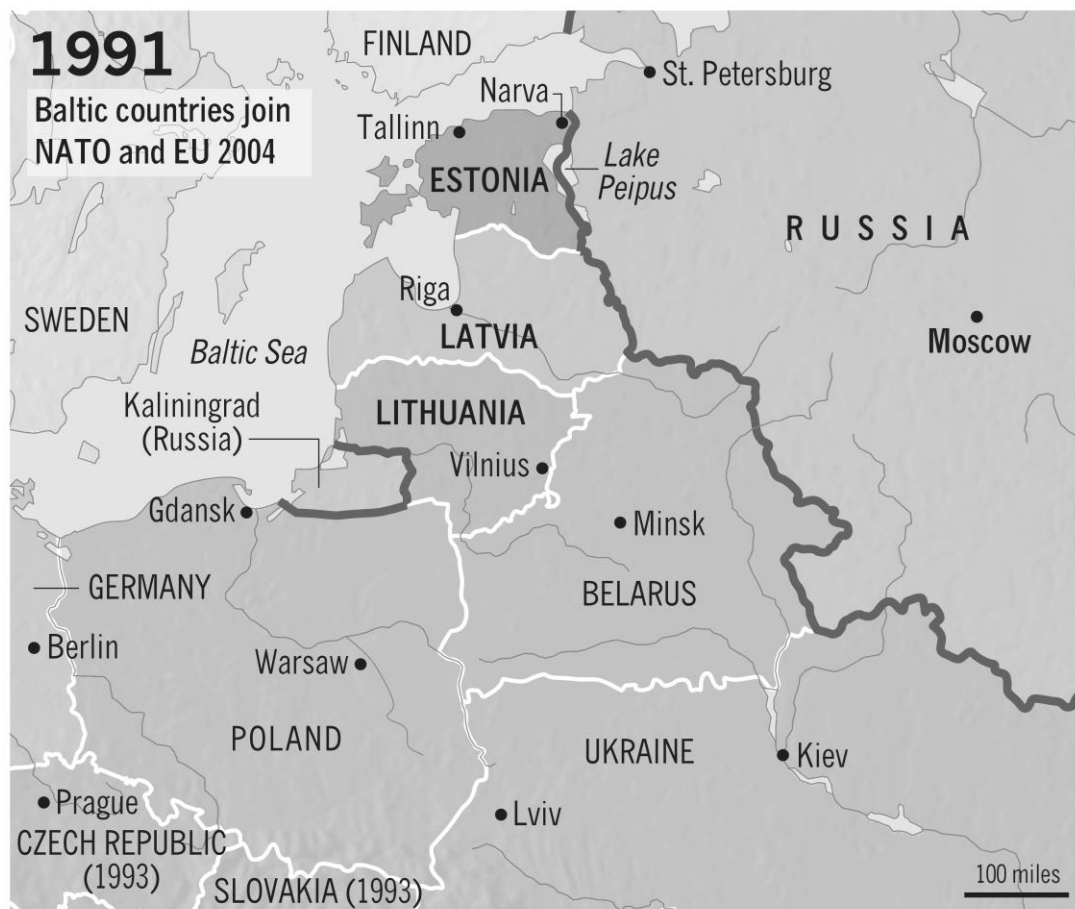 1991
Baltic countries join
NATO and EU 2004
FINLAND
St. Petersburg
Narva
Tallinn
Lake
Peipus
ESTONIA
RUSSIA
Riga
SWEDEN
LATVIA
Moscow
Baltic Sea
Kaliningrad
(Russia)
LITHUANIA
Vilnius
Gdansk
Minsk
GERMANY
BELARUS
Berlin
Warsaw
POLAND
UKRAINE
Kiev
Prague
Lviv
CZECH REPUBLIC
(1993)
SLOVAKIA (1993)
100 miles